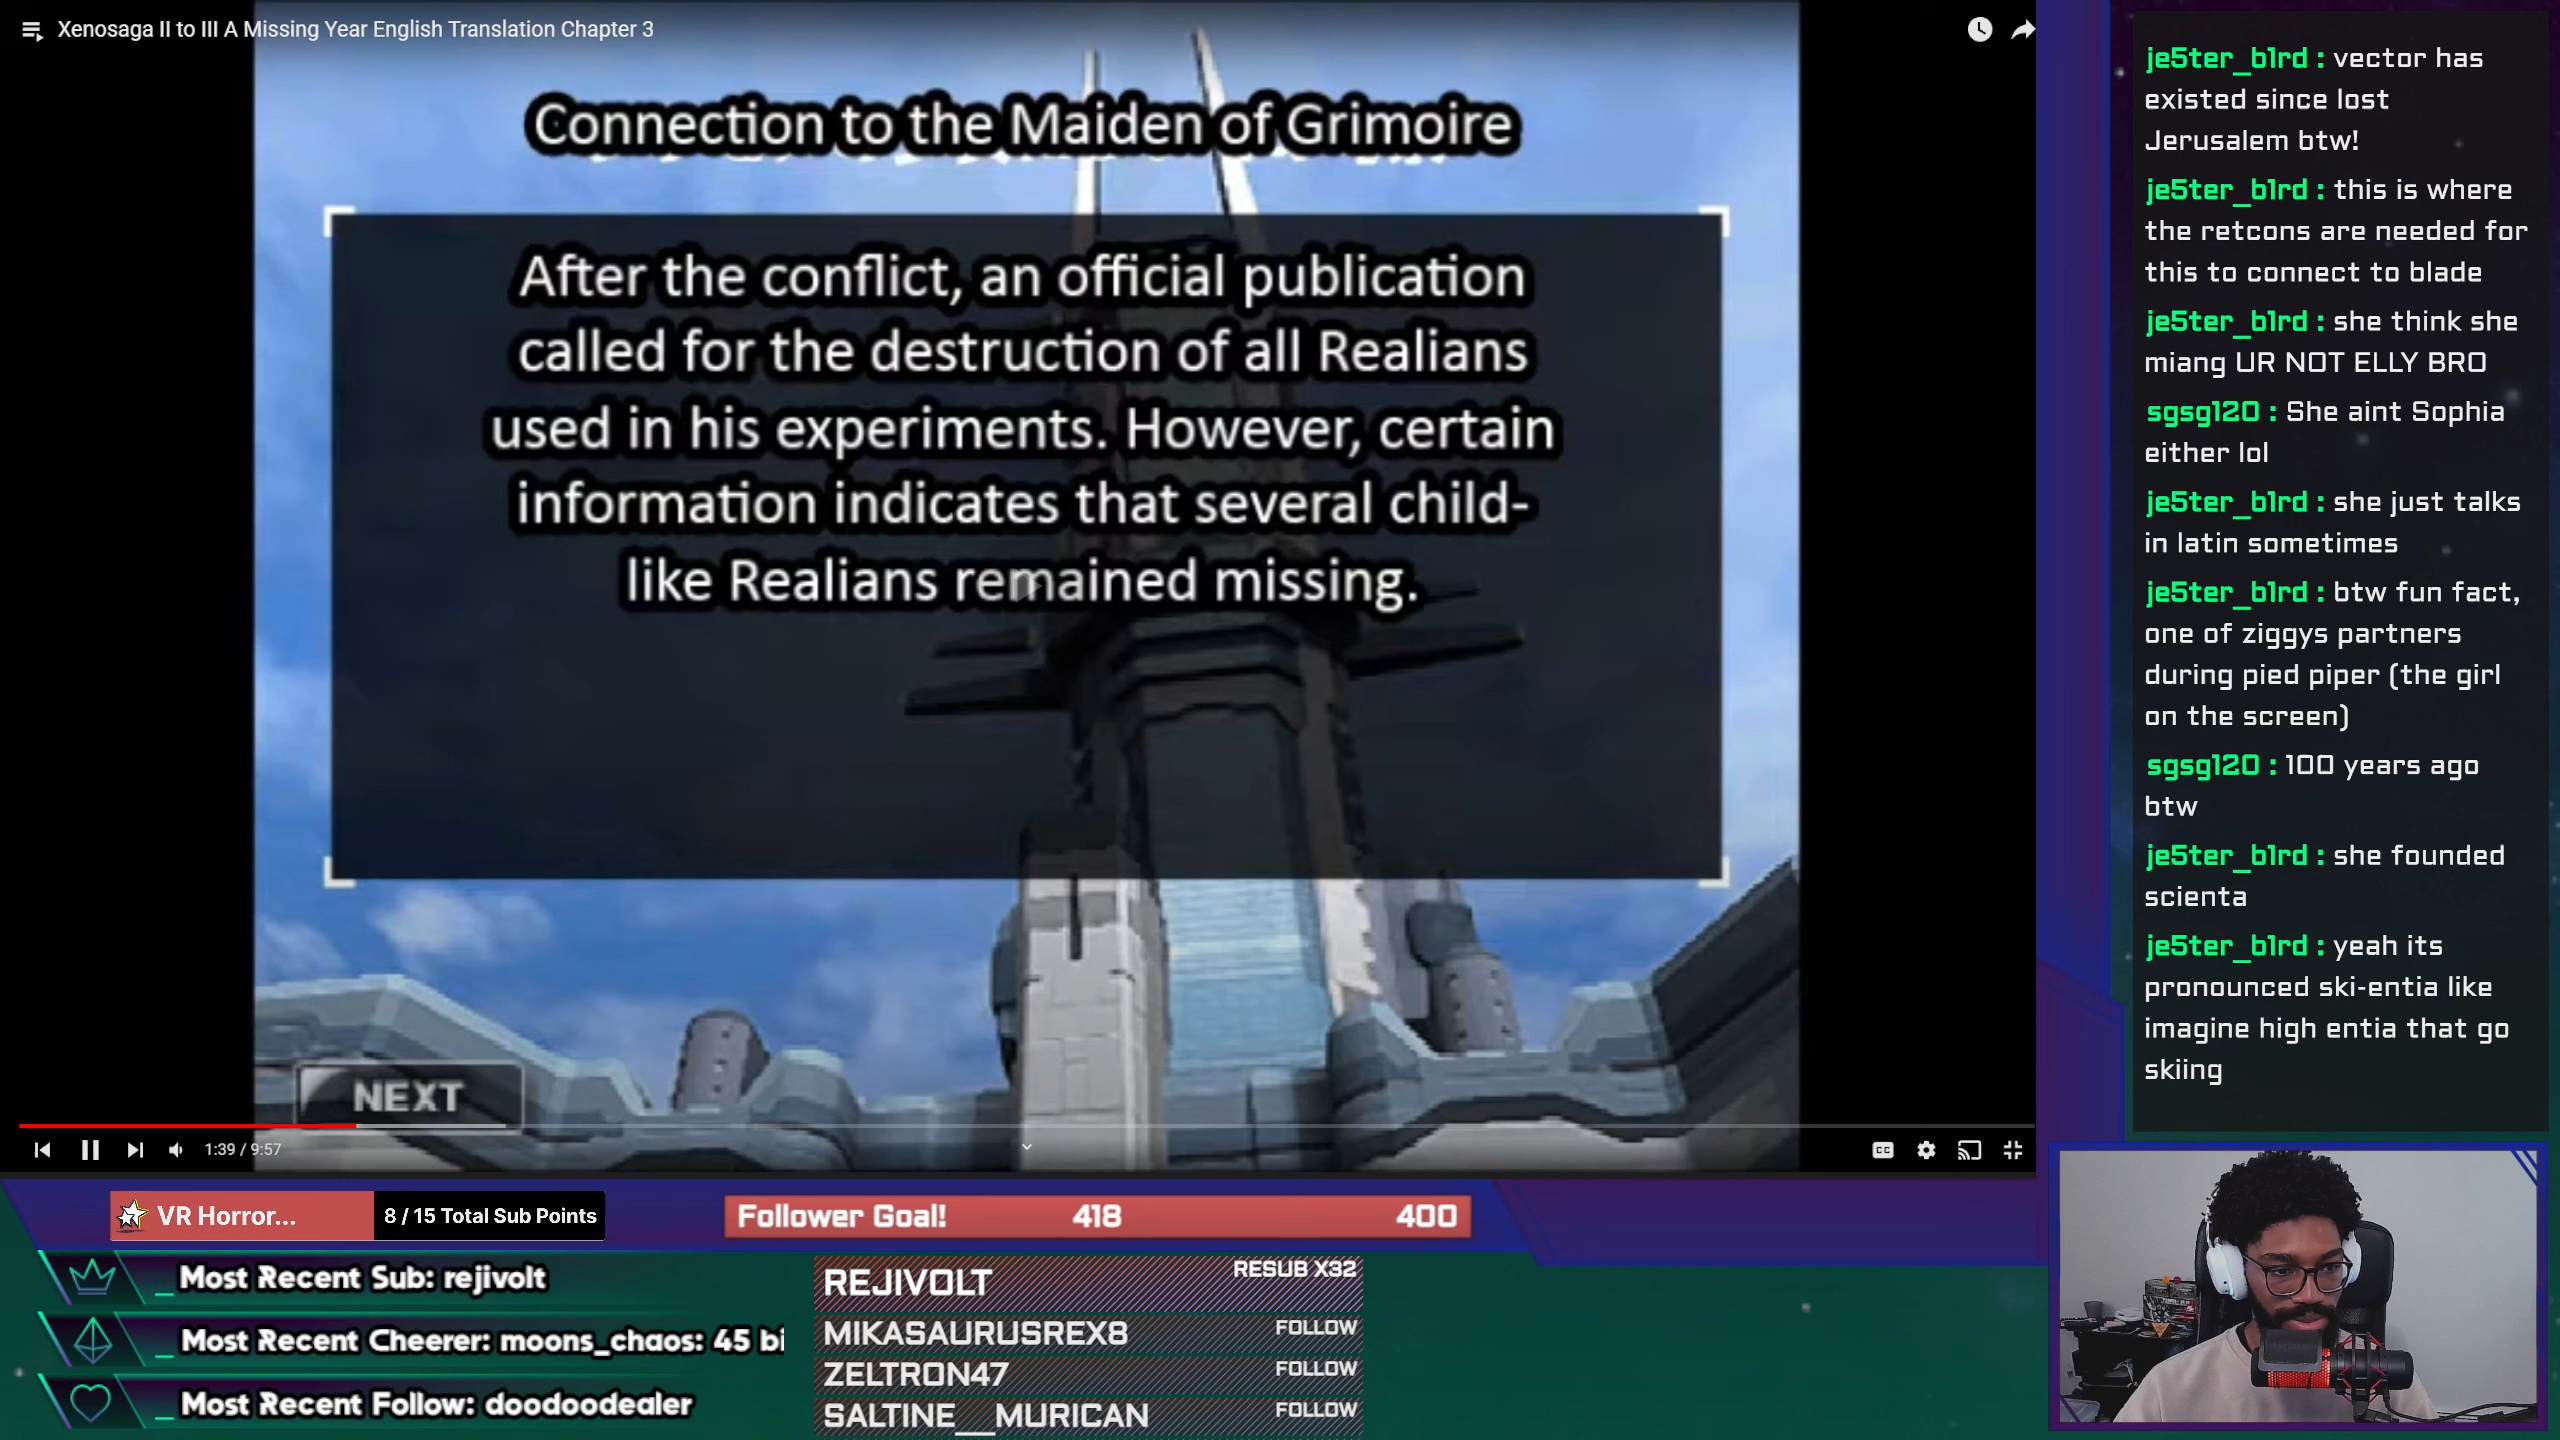 Xenosaga II to III A Missing Year English Translation Chapter 3
Connection to the Maiden of Grimoire
After the conflict, an official publication
called for the destruction of all Realians
used in his experiments. However, certain
information indicates that several child-
like Realians remained missing.
NEXT
1:39 / 9:57
CC
je5ter_b1rd : vector has
existed since lost
Jerusalem btw!
je5ter_b1rd : this is where
the retcons are needed for
this to connect to blade
je5ter_b1rd : she think she
miang UR NOT ELLY BRO
sgsg120 : She aint Sophia
either lol
je5ter_b1rd : she just talks
in latin sometimes
je5ter_b1rd : btw fun fact,
one of ziggys partners
during pied piper (the girl
on the screen)
sgsg120 : 100 years ago
btw
je5ter_b1rd : she founded
scienta
je5ter_b1rd : yeah its
pronounced ski-entia like
imagine high entia that go
skiing
VR Horror... 8 / 15 Total Sub Points
Follower Goal! 418 400
_ Most Recent Sub: rejivolt
_ Most Recent Cheerer: moons_chaos: 45 bi
_ Most Recent Follow: doodoodealer
REJIVOLT RESUB X32
MIKASAURUSREX8 FOLLOW
ZELTRON47 FOLLOW
SALTINE__MURICAN FOLLOW